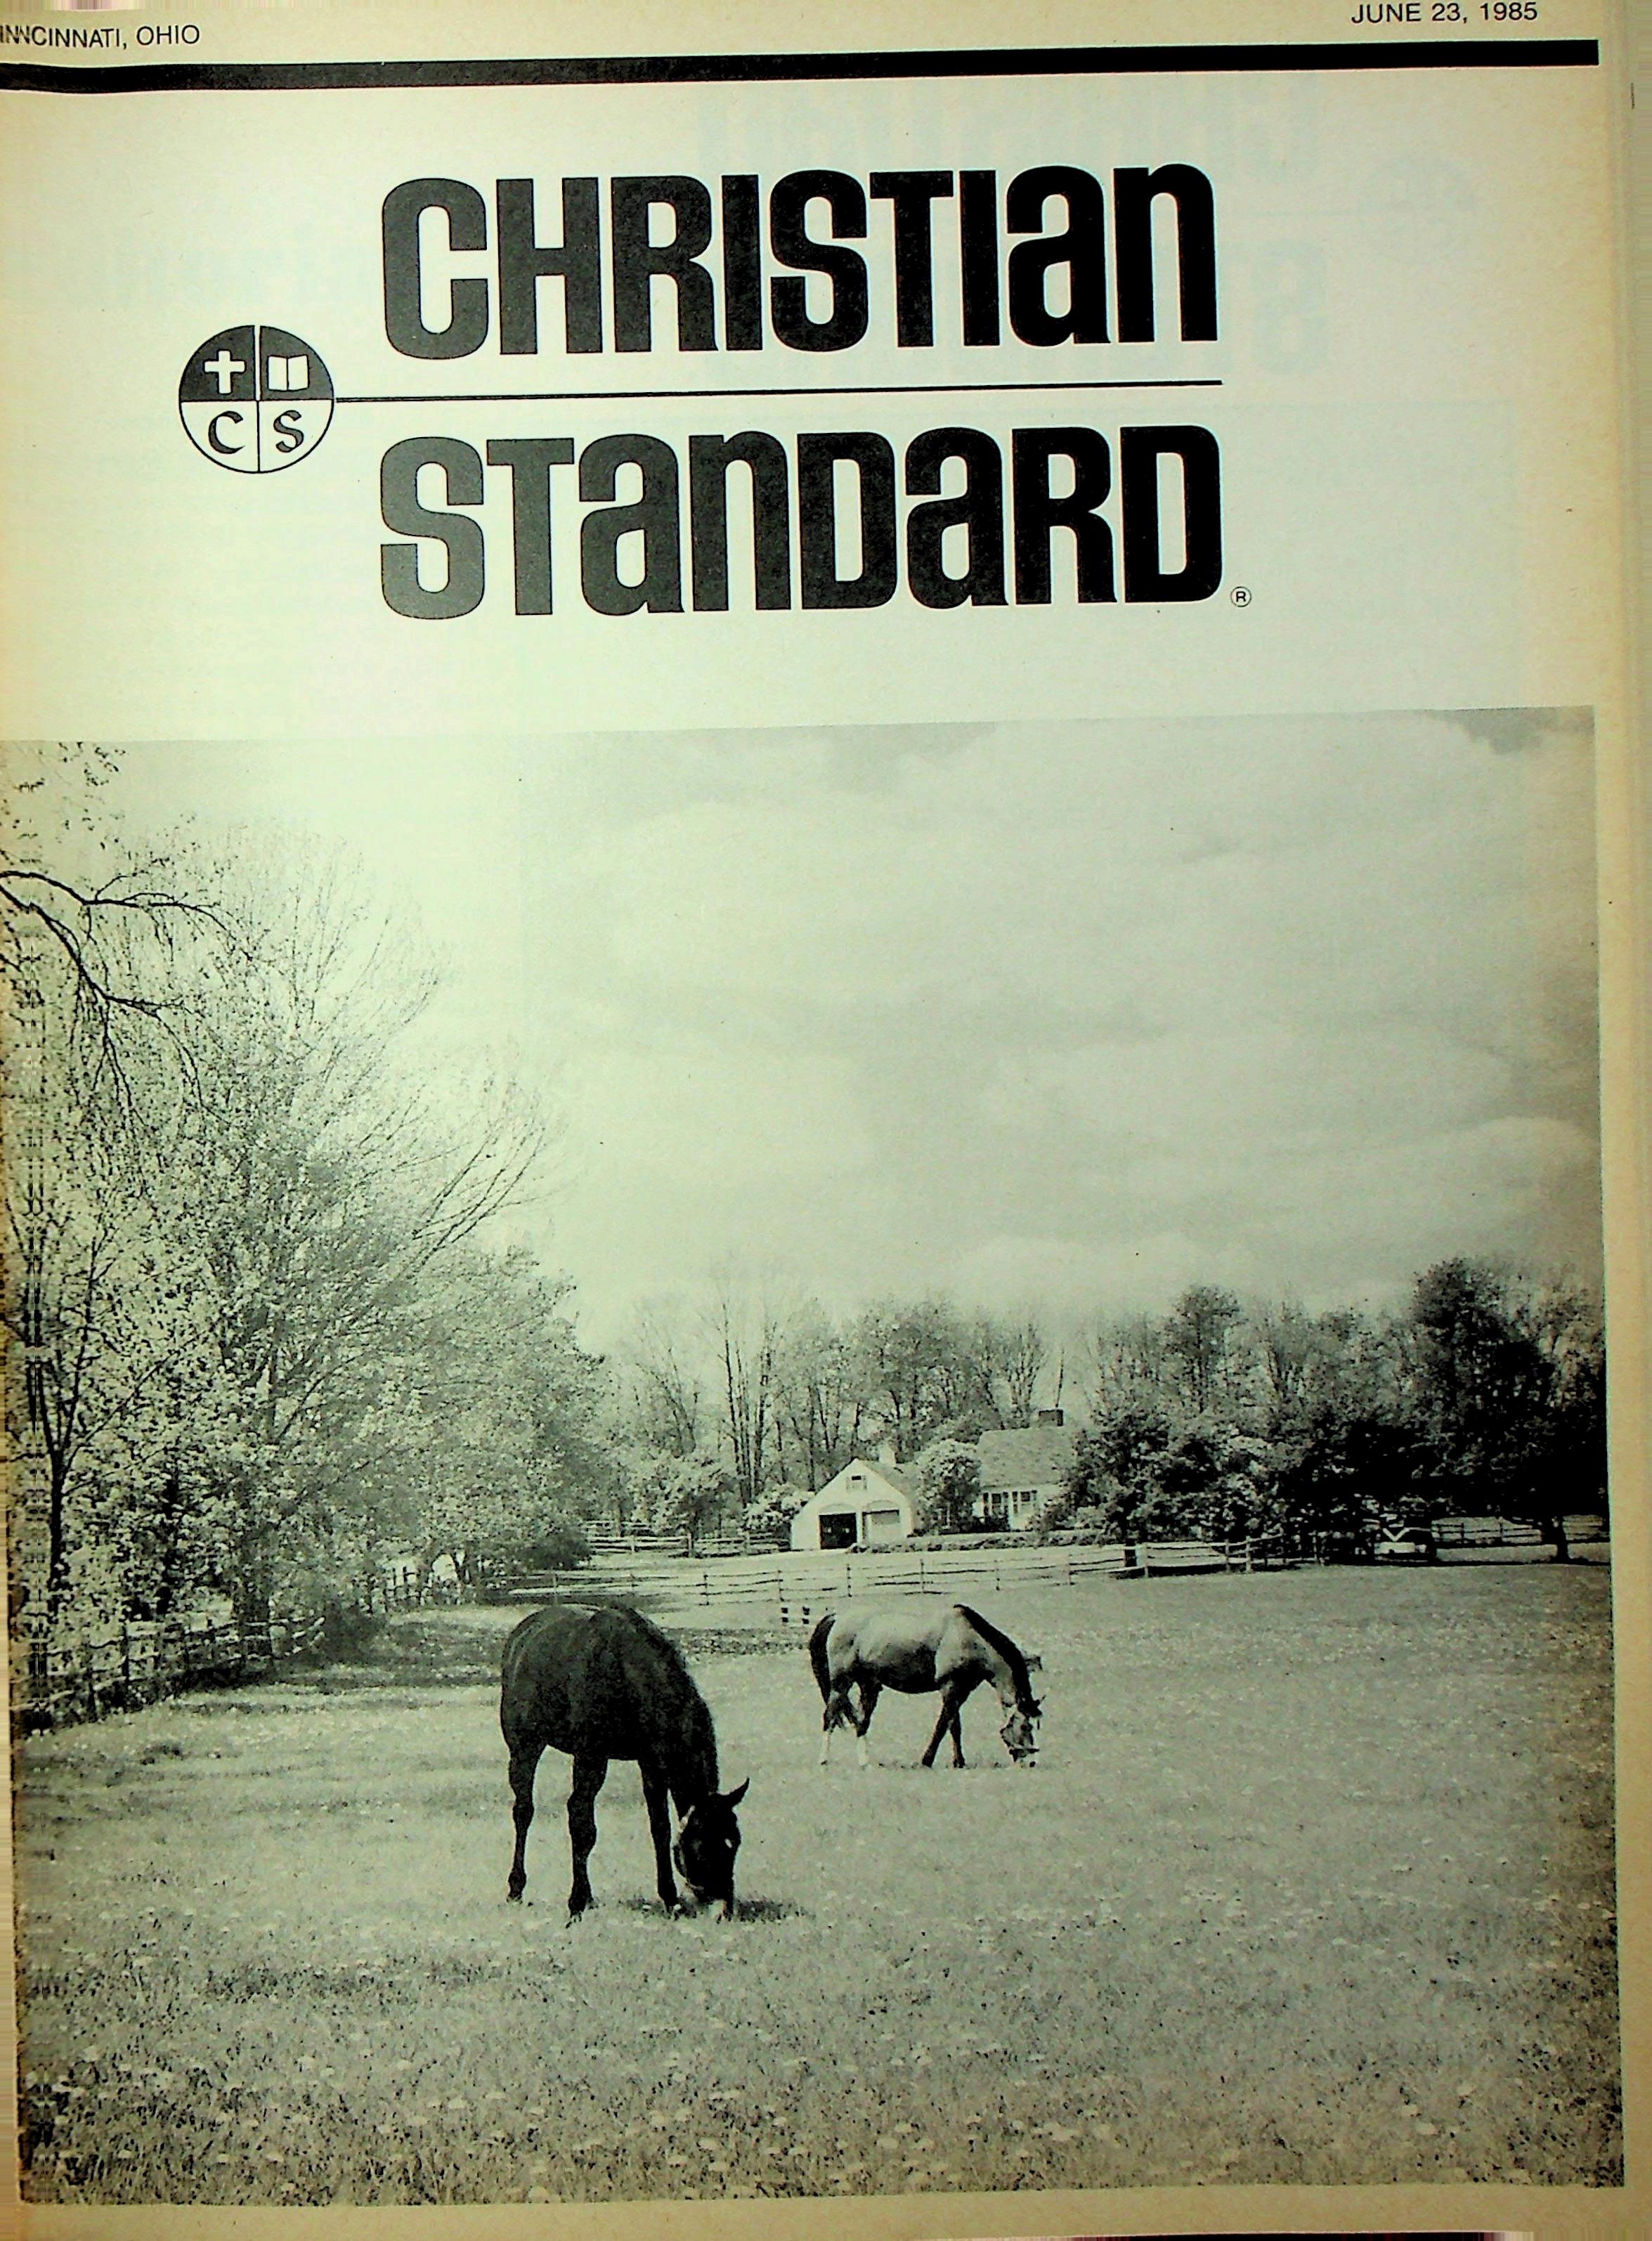 CINCINNATI, OHIO
JUNE 23, 1985
CHRISTIan
C S
STanDaRD®